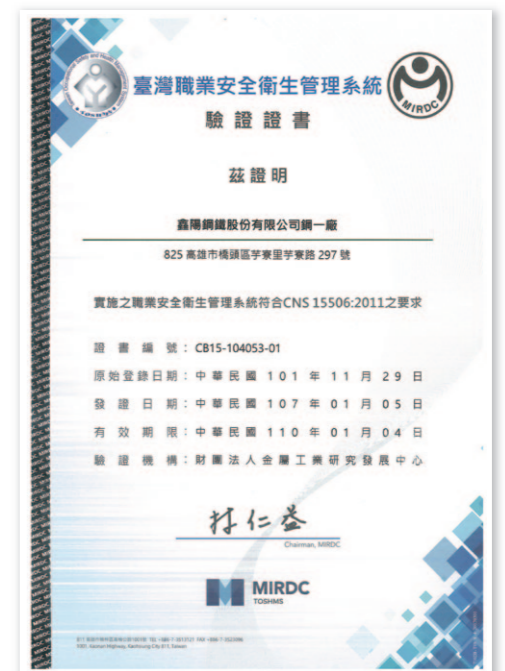 臺灣職業安全衛生管理系統
MIRDC
驗證證書
茲證明
鑫陽鋼鐵股份有限公司鋼一廠
825 高雄市橋頭區芋寮里芋寮路 297 號
實施之職業安全衛生管理系統符合CNS 15506:2011之要求
證書編號：CB15-104053-01
原始登錄日期：中華民國 101 年 11 月 29 日
發證日期：中華民國 107 年 01 月 05 日
有效期限：中華民國 110 年 01 月 04 日
驗證機構：財團法人金屬工業研究發展中心
Chairman, MIRDC
MIRDC
TOSHMS